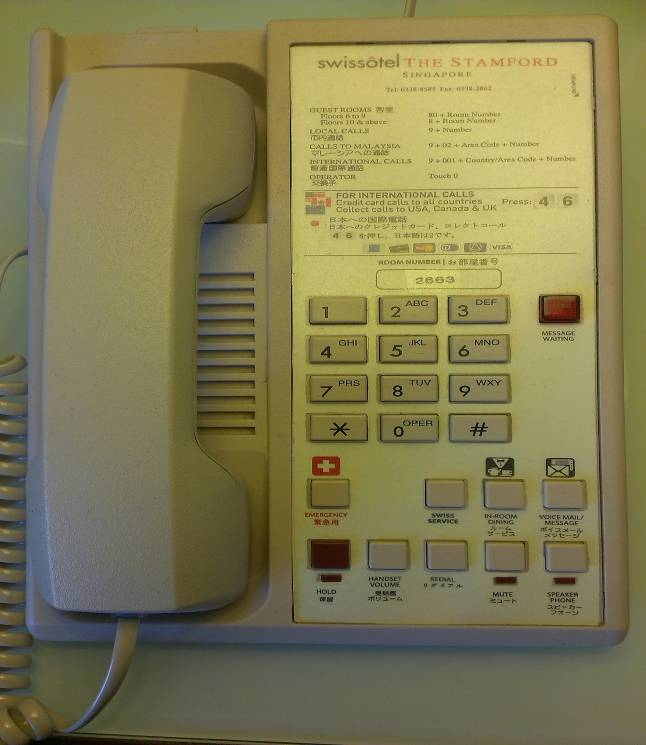 swissôtel THE STAMFORD
SINGAPORE
Tel: 6338-8585 Fax: 6338-2862
GUEST ROOMS 客室
Floors 6 to 9 80 + Room Number
Floors 10 & above 8 + Room Number
LOCAL CALLS 9 + Number
市内通話
CALLS TO MALAYSIA 9 + 02 + Area Code + Number
マレーシアへの通話
INTERNATIONAL CALLS 9 + 001 + Country/Area Code + Number
国際通話
OPERATOR Touch 0
交換手
FOR INTERNATIONAL CALLS
Credit card calls to all countries Press: 4 6
Collect calls to USA, Canada & UK
日本への国際電話
日本へのクレジットカード、コレクトコール
4 6 を押し、日本語は2です。
VISA
ROOM NUMBER | お部屋番号
2663
1 2 ABC 3 DEF
MESSAGE
WAITING
4 GHI 5 JKL 6 MNO
7 PRS 8 TUV 9 WXY
* 0 OPER #
EMERGENCY
緊急用
SWISS
SERVICE
IN-ROOM
DINING
ルーム
サービス
VOICE MAIL/
MESSAGE
ボイスメール
メッセージ
HOLD
保留
HANDSET
VOLUME
受話器
ボリューム
REDIAL
リダイアル
MUTE
ミュート
SPEAKER
PHONE
スピーカー
フォーン